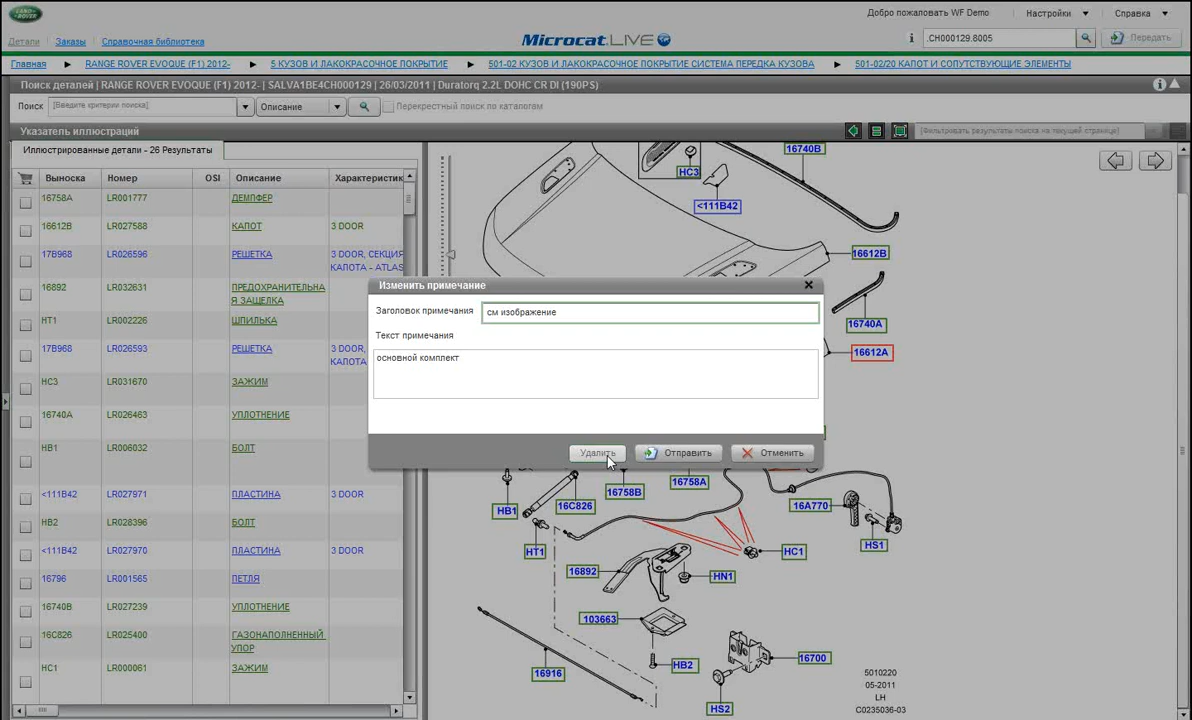 LAND ROVER
Добро пожаловать WF Demo
Настройки
Справка
Детали
Заказы
Справочная библиотека
Microcat LIVE
.CH000129.8005
Передать
Главная
RANGE ROVER EVOQUE (F1) 2012-
5 КУЗОВ И ЛАКОКРАСОЧНОЕ ПОКРЫТИЕ
501-02 КУЗОВ И ЛАКОКРАСОЧНОЕ ПОКРЫТИЕ СИСТЕМА ПЕРЕДКА КУЗОВА
501-02/20 КАПОТ И СОПУТСТВУЮЩИЕ ЭЛЕМЕНТЫ
Поиск деталей | RANGE ROVER EVOQUE (F1) 2012- | SALVA1BE4CH000129 | 26/03/2011 | Duratorq 2.2L DOHC CR DI (190PS)
Поиск
[Введите критерии поиска]
Описание
Перекрестный поиск по каталогам
Указатель иллюстраций
[Фильтровать результаты поиска на текущей странице]
Иллюстрированные детали - 26 Результаты
Выноска Номер OSI Описание Характеристик
16758A LR001777 ДЕМПФЕР
16612B LR027588 КАПОТ 3 DOOR
17B968 LR026596 РЕШЕТКА 3 DOOR, СЕКЦИЯ
КАПОТА - ATLAS
16892 LR032631 ПРЕДОХРАНИТЕЛЬНА
Я ЗАЩЕЛКА
HT1 LR002226 ШПИЛЬКА
17B968 LR026593 РЕШЕТКА 3 DOOR,
КАПОТА
HC3 LR031670 ЗАЖИМ
16740A LR026463 УПЛОТНЕНИЕ
HB1 LR006032 БОЛТ
<111B42 LR027971 ПЛАСТИНА 3 DOOR
HB2 LR028396 БОЛТ
<111B42 LR027970 ПЛАСТИНА 3 DOOR
16796 LR001565 ПЕТЛЯ
16740B LR027239 УПЛОТНЕНИЕ
16C826 LR025400 ГАЗОНАПОЛНЕННЫЙ
УПОР
HC1 LR000061 ЗАЖИМ
16740B
HC3
<111B42
16612B
16740A
16612A
Изменить примечание
Заголовок примечания
см изображение
Текст примечания
основной комплект
Удалить
Отправить
Отменить
16758A
16758B
16C826
HB1
16A770
HS1
HT1
HC1
16892
HN1
103663
HB2
16700
16916
HS2
5010220
05-2011
LH
C0235036-03